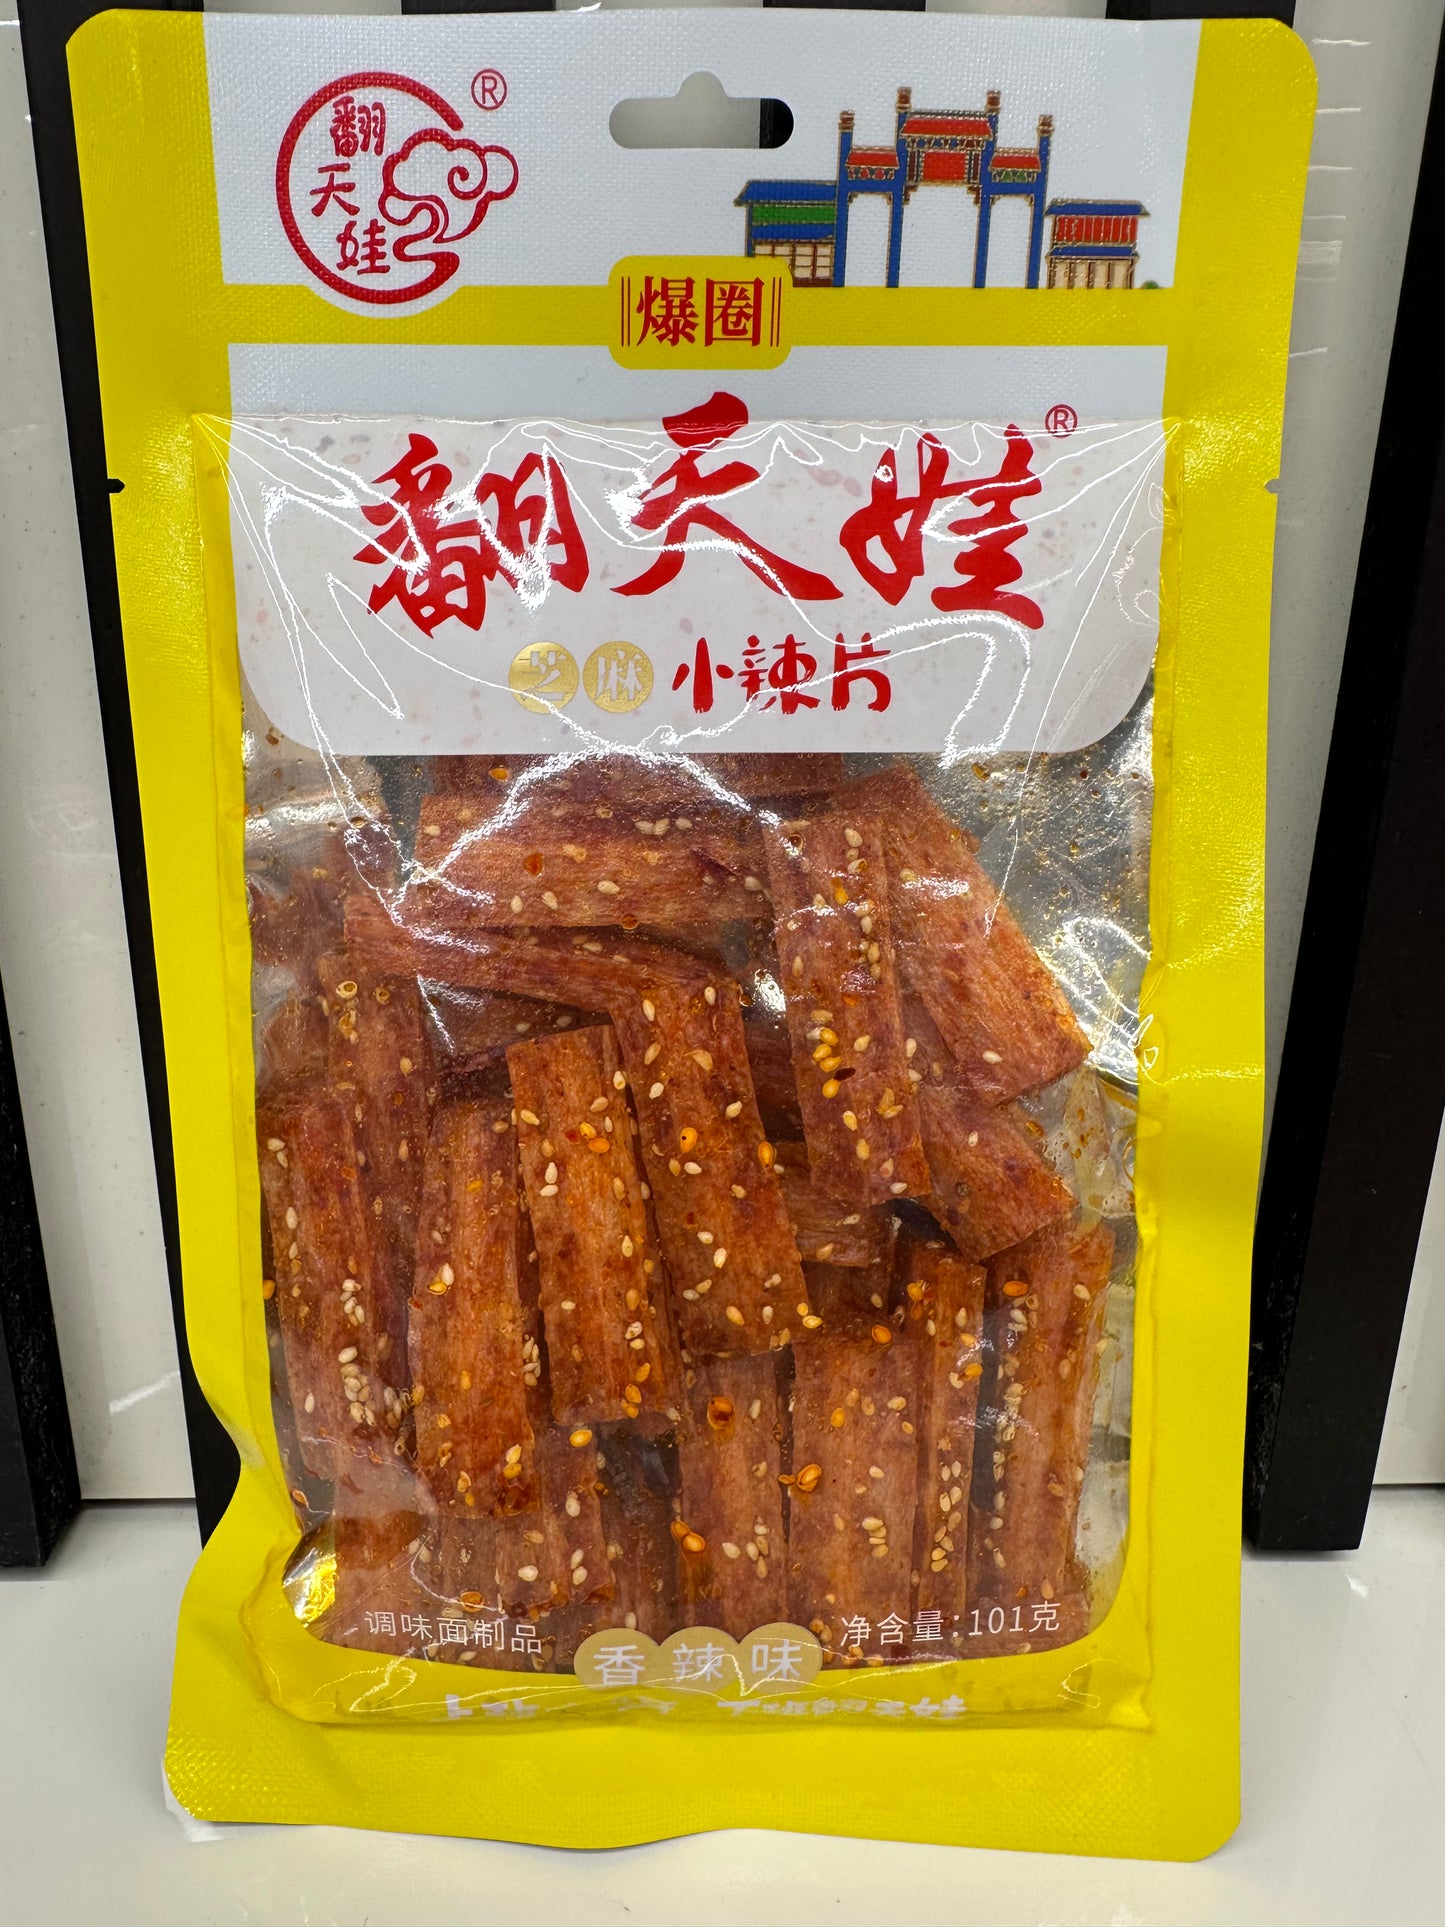 翻天娃®
爆圈
翻天娃®
芝麻 小辣片
调味面制品
香辣味
净含量:101克